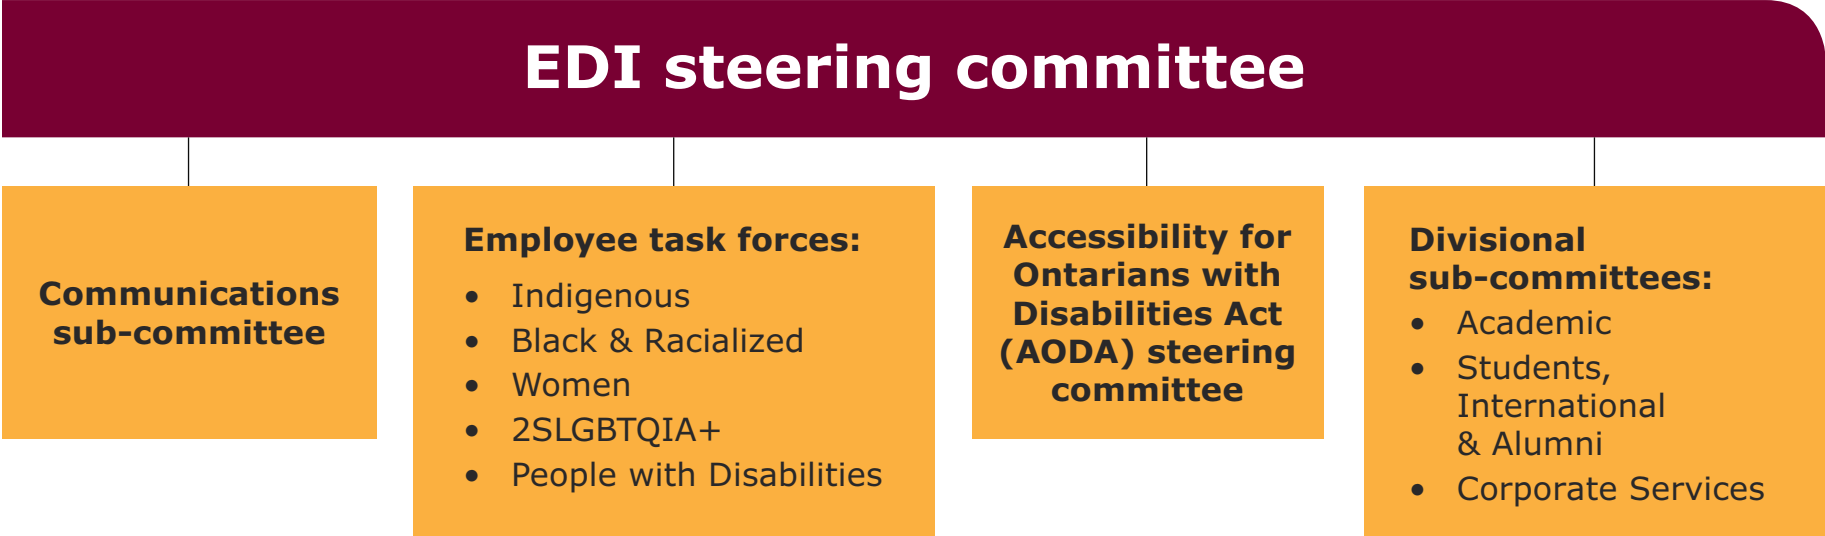 EDI steering committee
Communications
sub-committee
Employee task forces:
• Indigenous
• Black & Racialized
• Women
• 2SLGBTQIA+
• People with Disabilities
Accessibility for
Ontarians with
Disabilities Act
(AODA) steering
committee
Divisional
sub-committees:
• Academic
• Students,
International
& Alumni
• Corporate Services